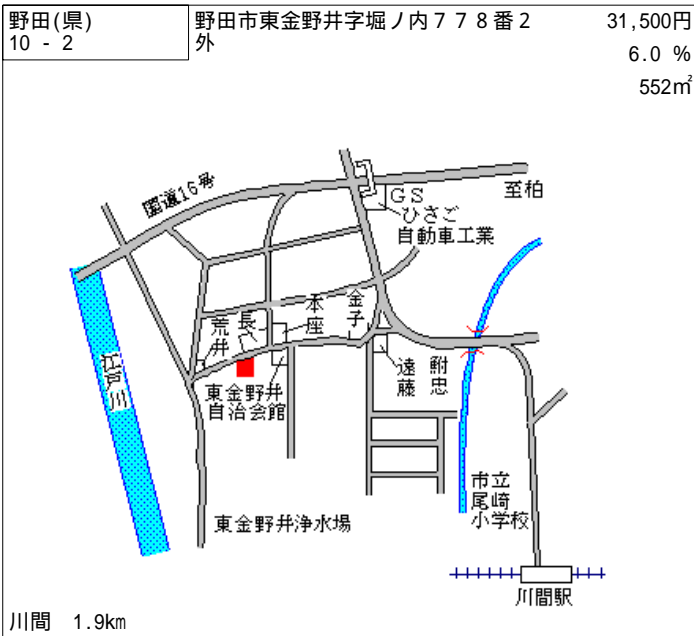 野田(県)
10 - 2
野田市東金野井字堀ノ内７７８番２
外
31,500円
6.0 %
552㎡
国道16号
GS
ひさご
自動車工業
至柏
江戸川
荒井
長
本座
金子
遠藤
鮒忠
東金野井
自治会館
東金野井浄水場
市立
尾崎
小学校
川間駅
川間 1.9km